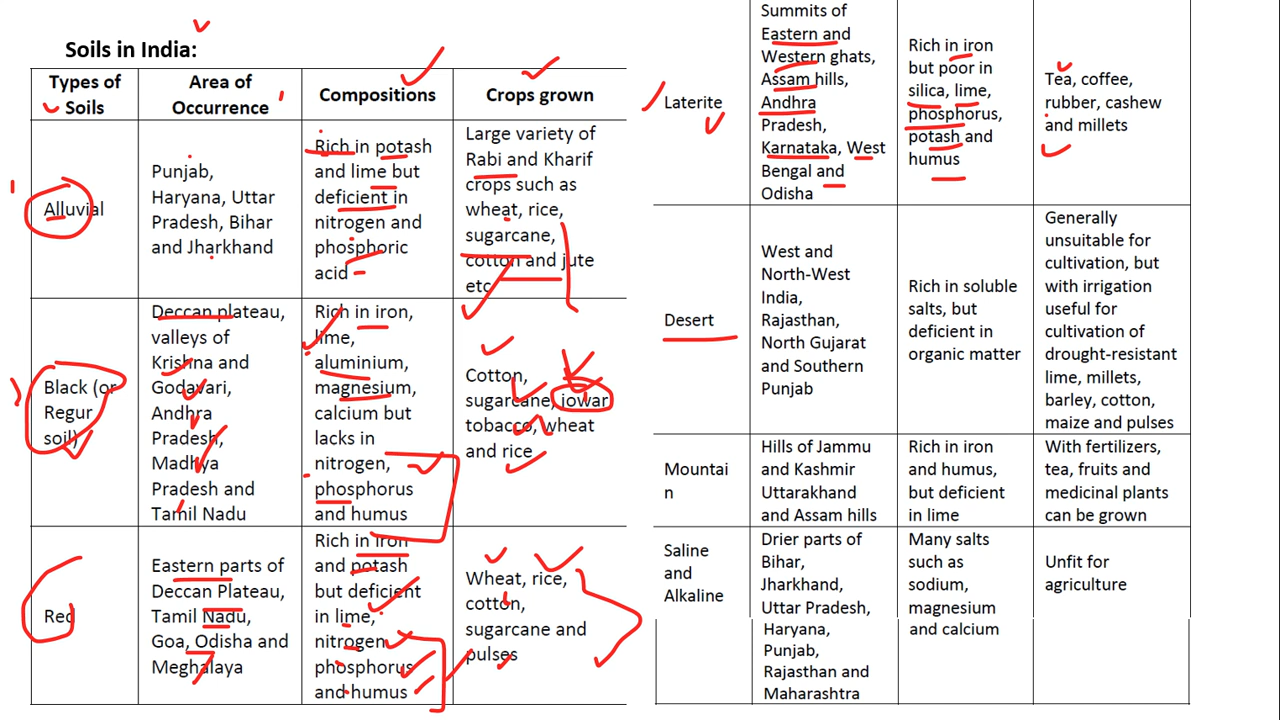 Soils in India:
Types of
Soils
Area of
Occurrence
Compositions
Crops grown
Alluvial
Punjab,
Haryana, Uttar
Pradesh, Bihar
and Jharkhand
Rich in potash
and lime but
deficient in
nitrogen and
phosphoric
acid
Large variety of
Rabi and Kharif
crops such as
wheat, rice,
sugarcane,
cotton and jute
etc
Black (or
Regur
soil)
Deccan plateau,
valleys of
Krishna and
Godavari,
Andhra
Pradesh,
Madhya
Pradesh and
Tamil Nadu
Rich in iron,
lime,
aluminium,
magnesium,
calcium but
lacks in
nitrogen,
phosphorus
and humus
Cotton,
sugarcane, jowar
tobacco, wheat
and rice
Red
Eastern parts of
Deccan Plateau,
Tamil Nadu,
Goa, Odisha and
Meghalaya
Rich in iron
and potash
but deficient
in lime,
nitrogen,
phosphorus
and humus
Wheat, rice,
cotton,
sugarcane and
pulses
Laterite
Summits of
Eastern and
Western ghats,
Assam hills,
Andhra
Pradesh,
Karnataka, West
Bengal and
Odisha
Rich in iron
but poor in
silica, lime,
phosphorus,
potash and
humus
Tea, coffee,
rubber, cashew
and millets
Desert
West and
North-West
India,
Rajasthan,
North Gujarat
and Southern
Punjab
Rich in soluble
salts, but
deficient in
organic matter
Generally
unsuitable for
cultivation, but
with irrigation
useful for
cultivation of
drought-resistant
lime, millets,
barley, cotton,
maize and pulses
Mountai
n
Hills of Jammu
and Kashmir
Uttarakhand
and Assam hills
Rich in iron
and humus,
but deficient
in lime
With fertilizers,
tea, fruits and
medicinal plants
can be grown
Saline
and
Alkaline
Drier parts of
Bihar,
Jharkhand,
Uttar Pradesh,
Haryana,
Punjab,
Rajasthan and
Maharashtra
Many salts
such as
sodium,
magnesium
and calcium
Unfit for
agriculture